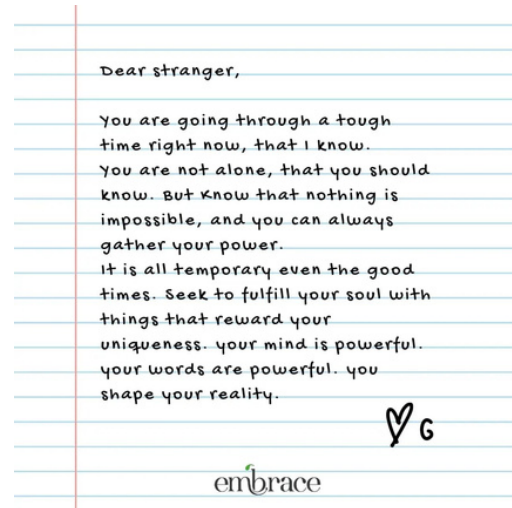 Dear stranger,
You are going through a tough
time right now, that I know.
You are not alone, that you should
know. But know that nothing is
impossible, and you can always
gather your power.
It is all temporary even the good
times. Seek to fulfill your soul with
things that reward your
uniqueness. your mind is powerful.
your words are powerful. you
shape your reality.
G
embrace